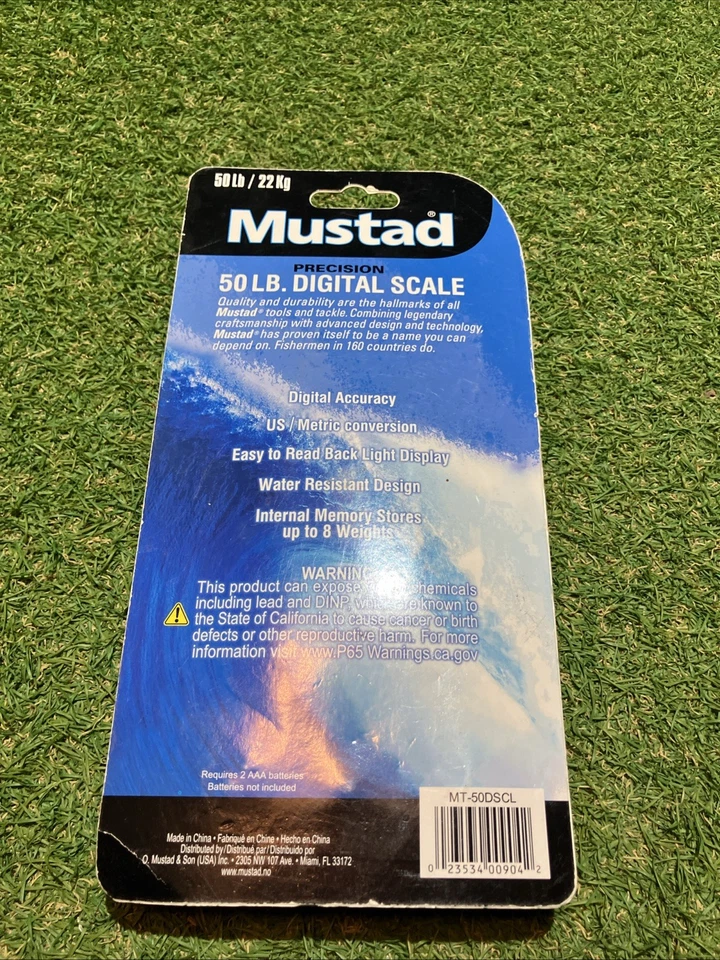 50 Lb / 22 Kg
Mustad®
PRECISION
50 LB. DIGITAL SCALE
Quality and durability are the hallmarks of all
Mustad® tools and tackle. Combining legendary
craftsmanship with advanced design and technology,
Mustad® has proven itself to be a name you can
depend on. Fishermen in 160 countries do.
Digital Accuracy
US / Metric conversion
Easy to Read Back Light Display
Water Resistant Design
Internal Memory Stores
up to 8 Weights
WARNING
This product can expose chemicals
including lead and DINP, which are known to
the State of California to cause cancer or birth
defects or other reproductive harm. For more
information visit www.P65 Warnings.ca.gov
Requires 2 AAA batteries
Batteries not included
MT-50DSCL
0 23534 00904 2
Made in China • Fabriqué en Chine • Hecho en China
Distributed by / Distribué par / Distribuido por
O. Mustad & Son (USA) Inc. • 2305 NW 107 Ave. • Miami, FL 33172
www.mustad.no